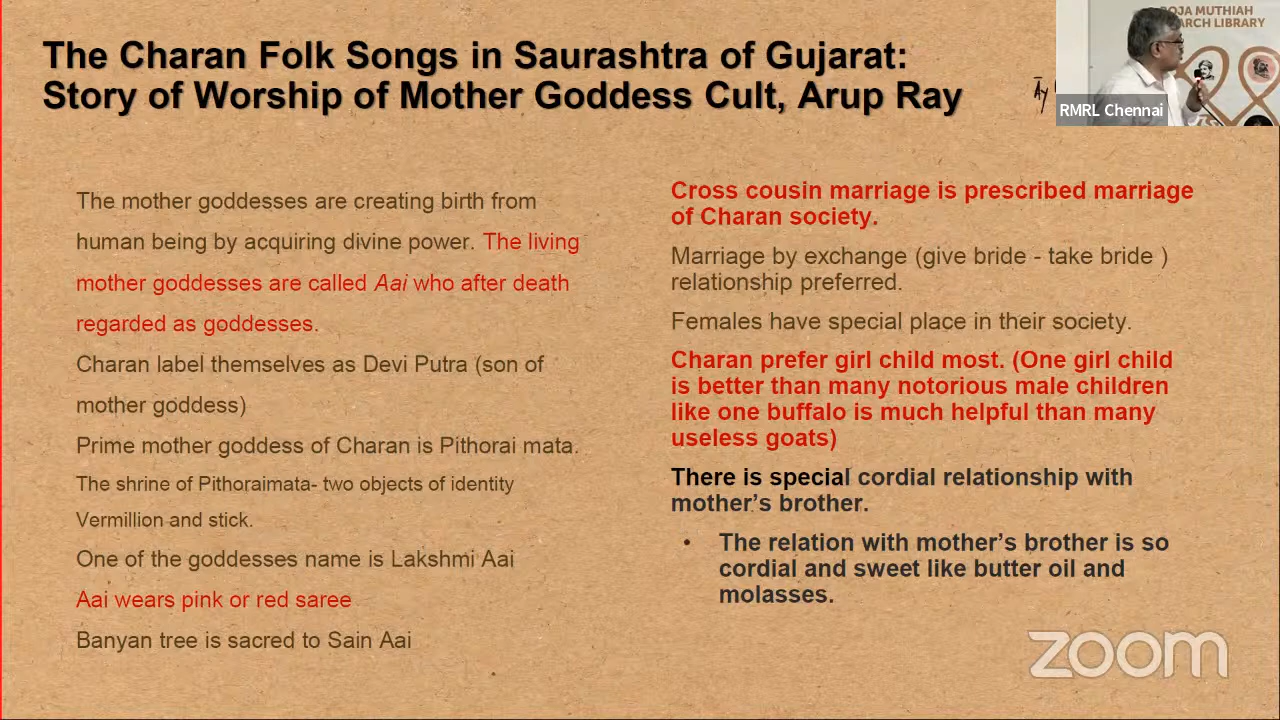 The Charan Folk Songs in Saurashtra of Gujarat:
Story of Worship of Mother Goddess Cult, Arup Ray
The mother goddesses are creating birth from
human being by acquiring divine power. The living
mother goddesses are called Aai who after death
regarded as goddesses.
Charan label themselves as Devi Putra (son of
mother goddess)
Prime mother goddess of Charan is Pithorai mata.
The shrine of Pithoraimata- two objects of identity
Vermillion and stick.
One of the goddesses name is Lakshmi Aai
Aai wears pink or red saree
Banyan tree is sacred to Sain Aai
Cross cousin marriage is prescribed marriage
of Charan society.
Marriage by exchange (give bride - take bride )
relationship preferred.
Females have special place in their society.
Charan prefer girl child most. (One girl child
is better than many notorious male children
like one buffalo is much helpful than many
useless goats)
There is special cordial relationship with
mother’s brother.
• The relation with mother’s brother is so
cordial and sweet like butter oil and
molasses.
OJA MUTHIAH
ARCH LIBRARY
RMRL Chennai
zoom